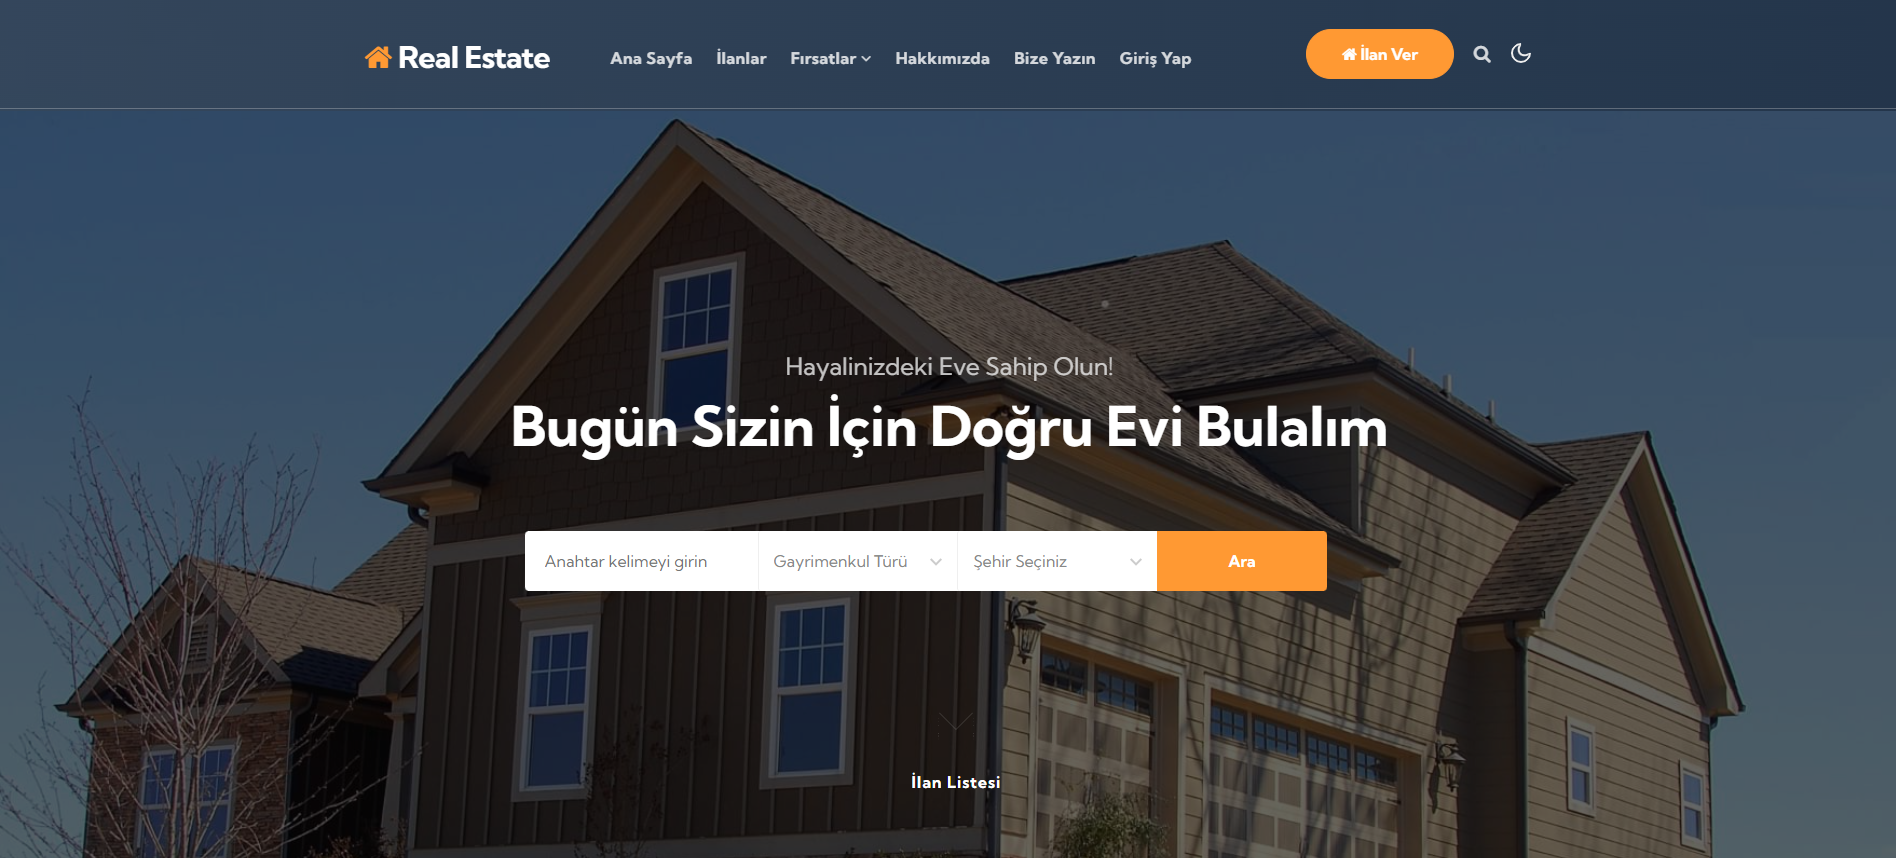 Real Estate
Ana Sayfa İlanlar Fırsatlar Hakkımızda Bize Yazın Giriş Yap
İlan Ver
Hayalinizdeki Eve Sahip Olun!
Bugün Sizin İçin Doğru Evi Bulalım
Anahtar kelimeyi girin Gayrimenkul Türü Şehir Seçiniz Ara
İlan Listesi